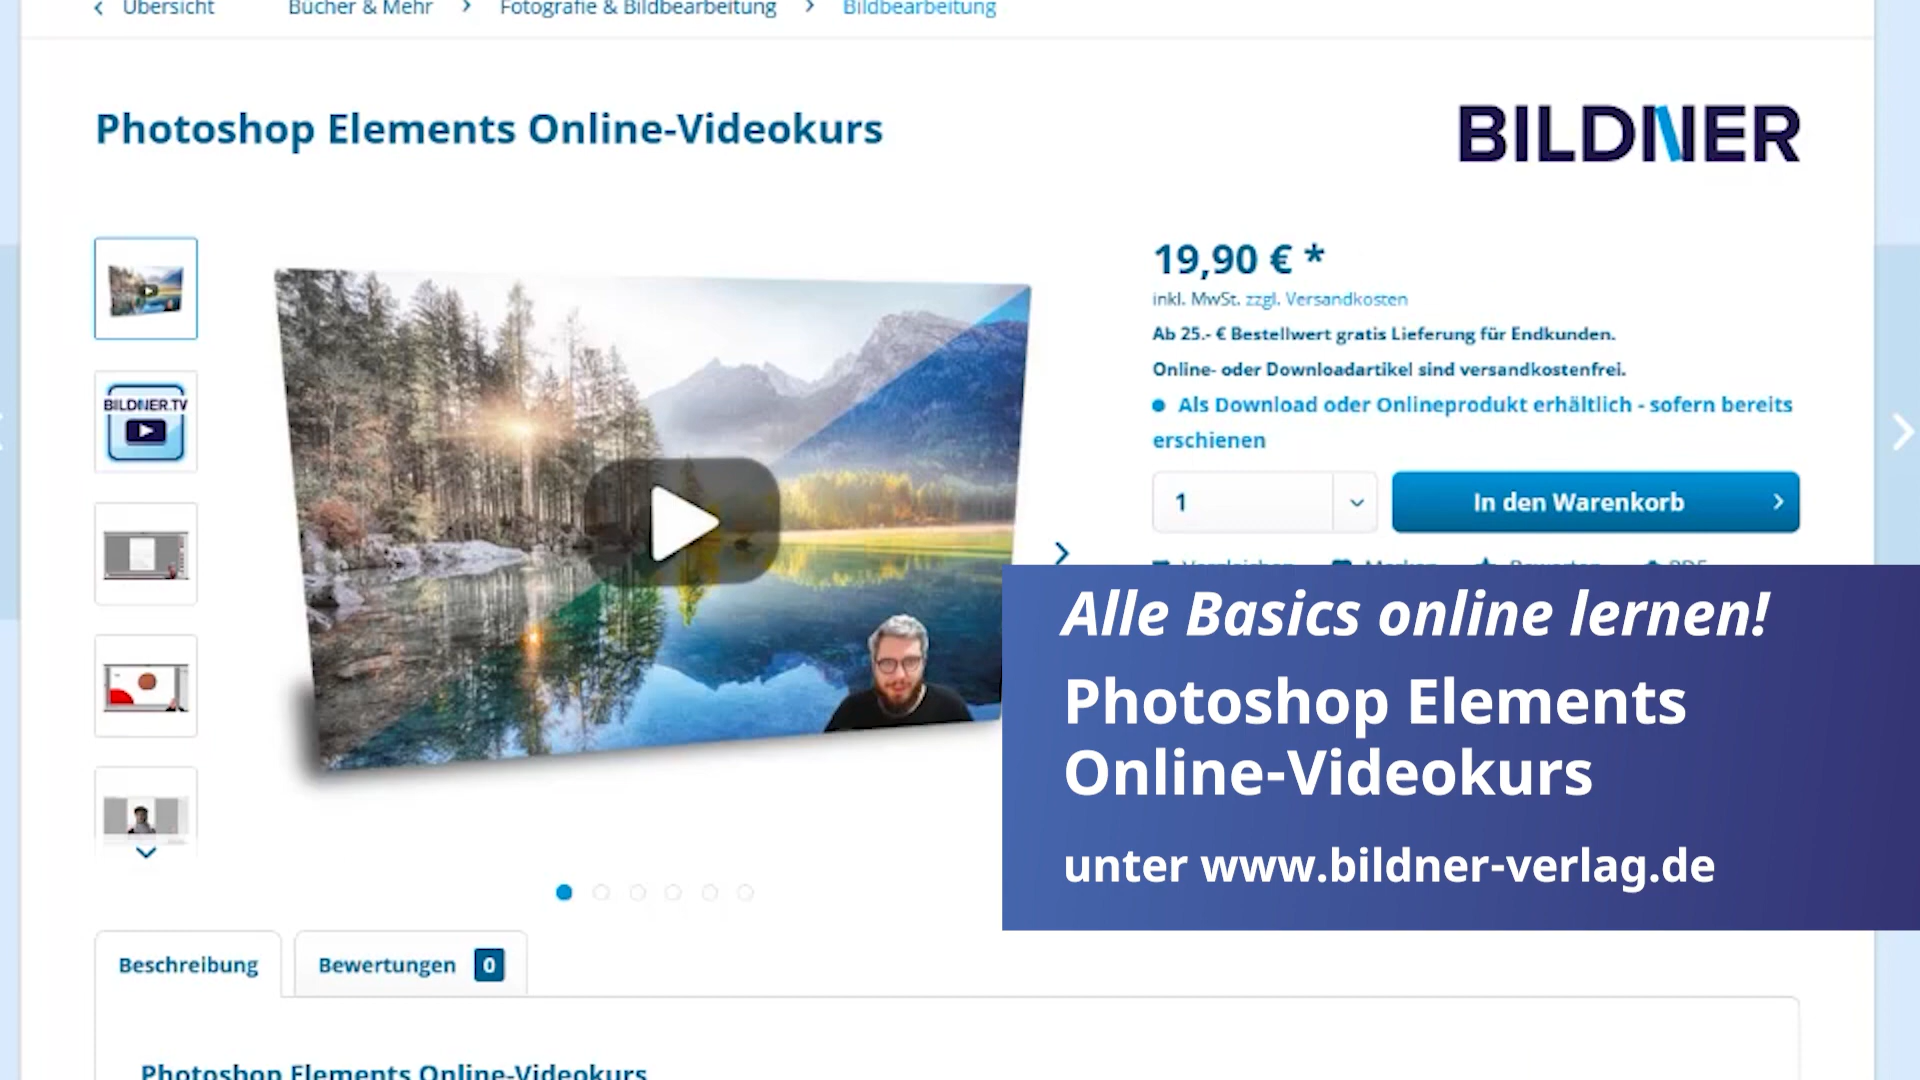 Übersicht
Bücher & Mehr
Fotografie & Bildbearbeitung
Bildbearbeitung
Photoshop Elements Online-Videokurs
BILDNER
BILDNER.TV
19,90 € *
inkl. MwSt. zzgl. Versandkosten
Ab 25.- € Bestellwert gratis Lieferung für Endkunden.
Online- oder Downloadartikel sind versandkostenfrei.
Als Download oder Onlineprodukt erhältlich - sofern bereits
erschienen
1
In den Warenkorb
Alle Basics online lernen!
Photoshop Elements
Online-Videokurs
unter www.bildner-verlag.de
Beschreibung
Bewertungen 0
Photoshop Elements Online-Videokurs